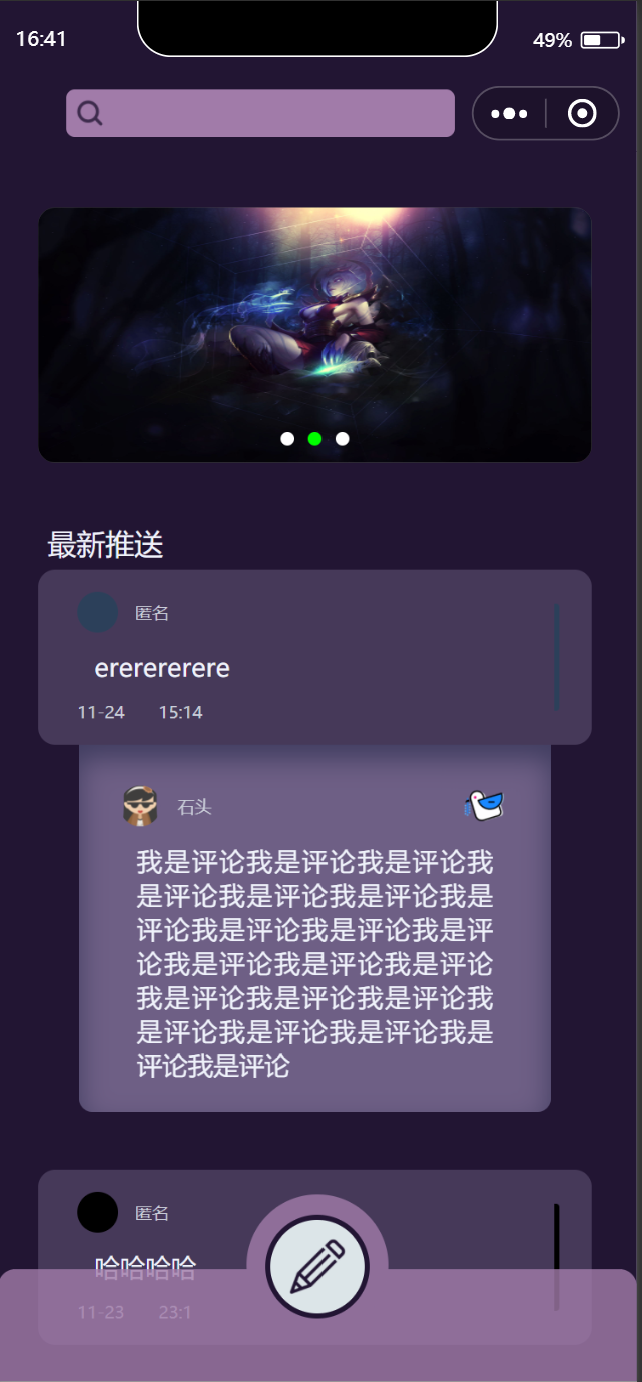 16:41
49%
最新推送
匿名
erererererere
11-24 15:14
石头
我是评论我是评论我是评论我
是评论我是评论我是评论我是
评论我是评论我是评论我是评
论我是评论我是评论我是评论
我是评论我是评论我是评论我
是评论我是评论我是评论我是
评论我是评论
匿名
哈哈哈哈
11-23 23:1